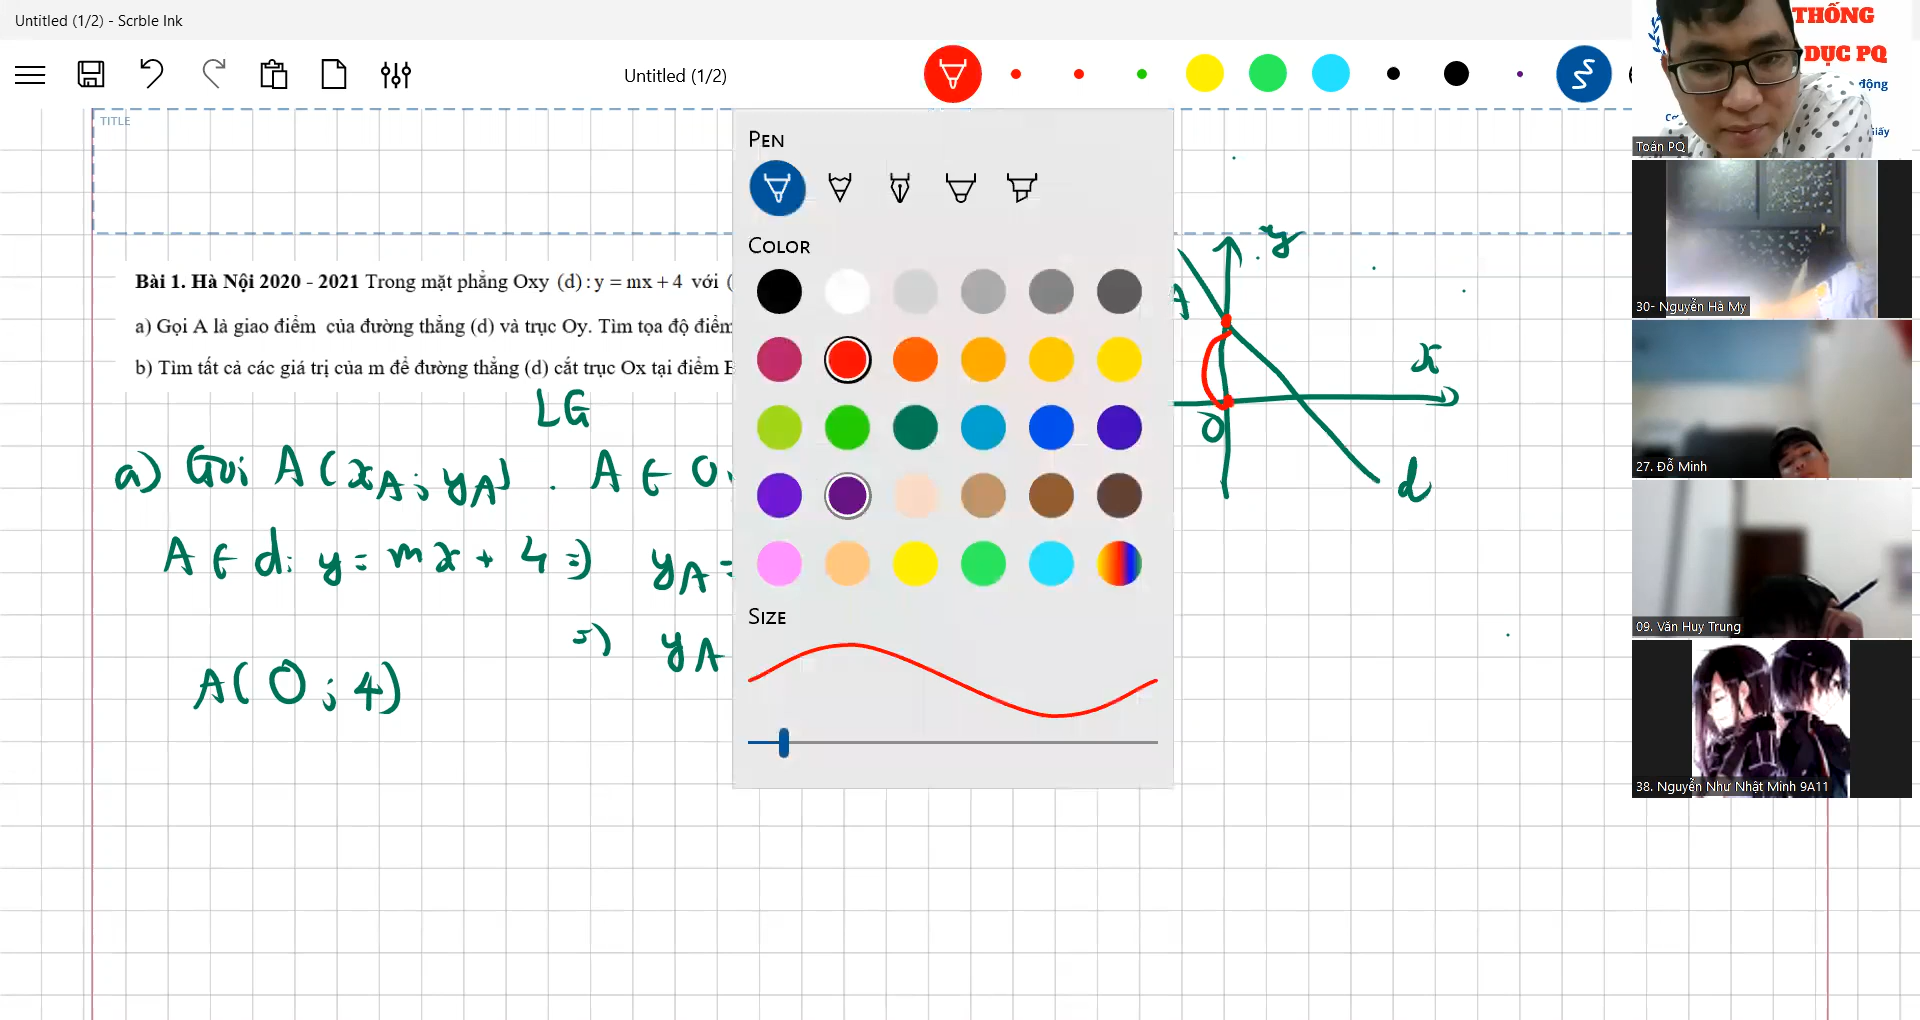 Untitled (1/2) - Scrble Ink
Untitled (1/2)
TITLE
PEN
COLOR
SIZE
Bài 1. Hà Nội 2020 - 2021 Trong mặt phẳng Oxy (d) : y = mx + 4 với (
a) Gọi A là giao điểm của đường thẳng (d) và trục Oy. Tìm tọa độ điểm
b) Tìm tất cả các giá trị của m để đường thẳng (d) cắt trục Ox tại điểm
LG
a) Gọi A(xA; yA). A ∈ O
A ∈ d: y = mx + 4 => yA =
=> yA
A(0; 4)
y
A
x
O
d
THỐNG
DỤC PQ
động
Giấy
Toán PQ
30- Nguyễn Hà My
27. Đỗ Minh
09. Văn Huy Trung
38. Nguyễn Như Nhật Minh 9A11